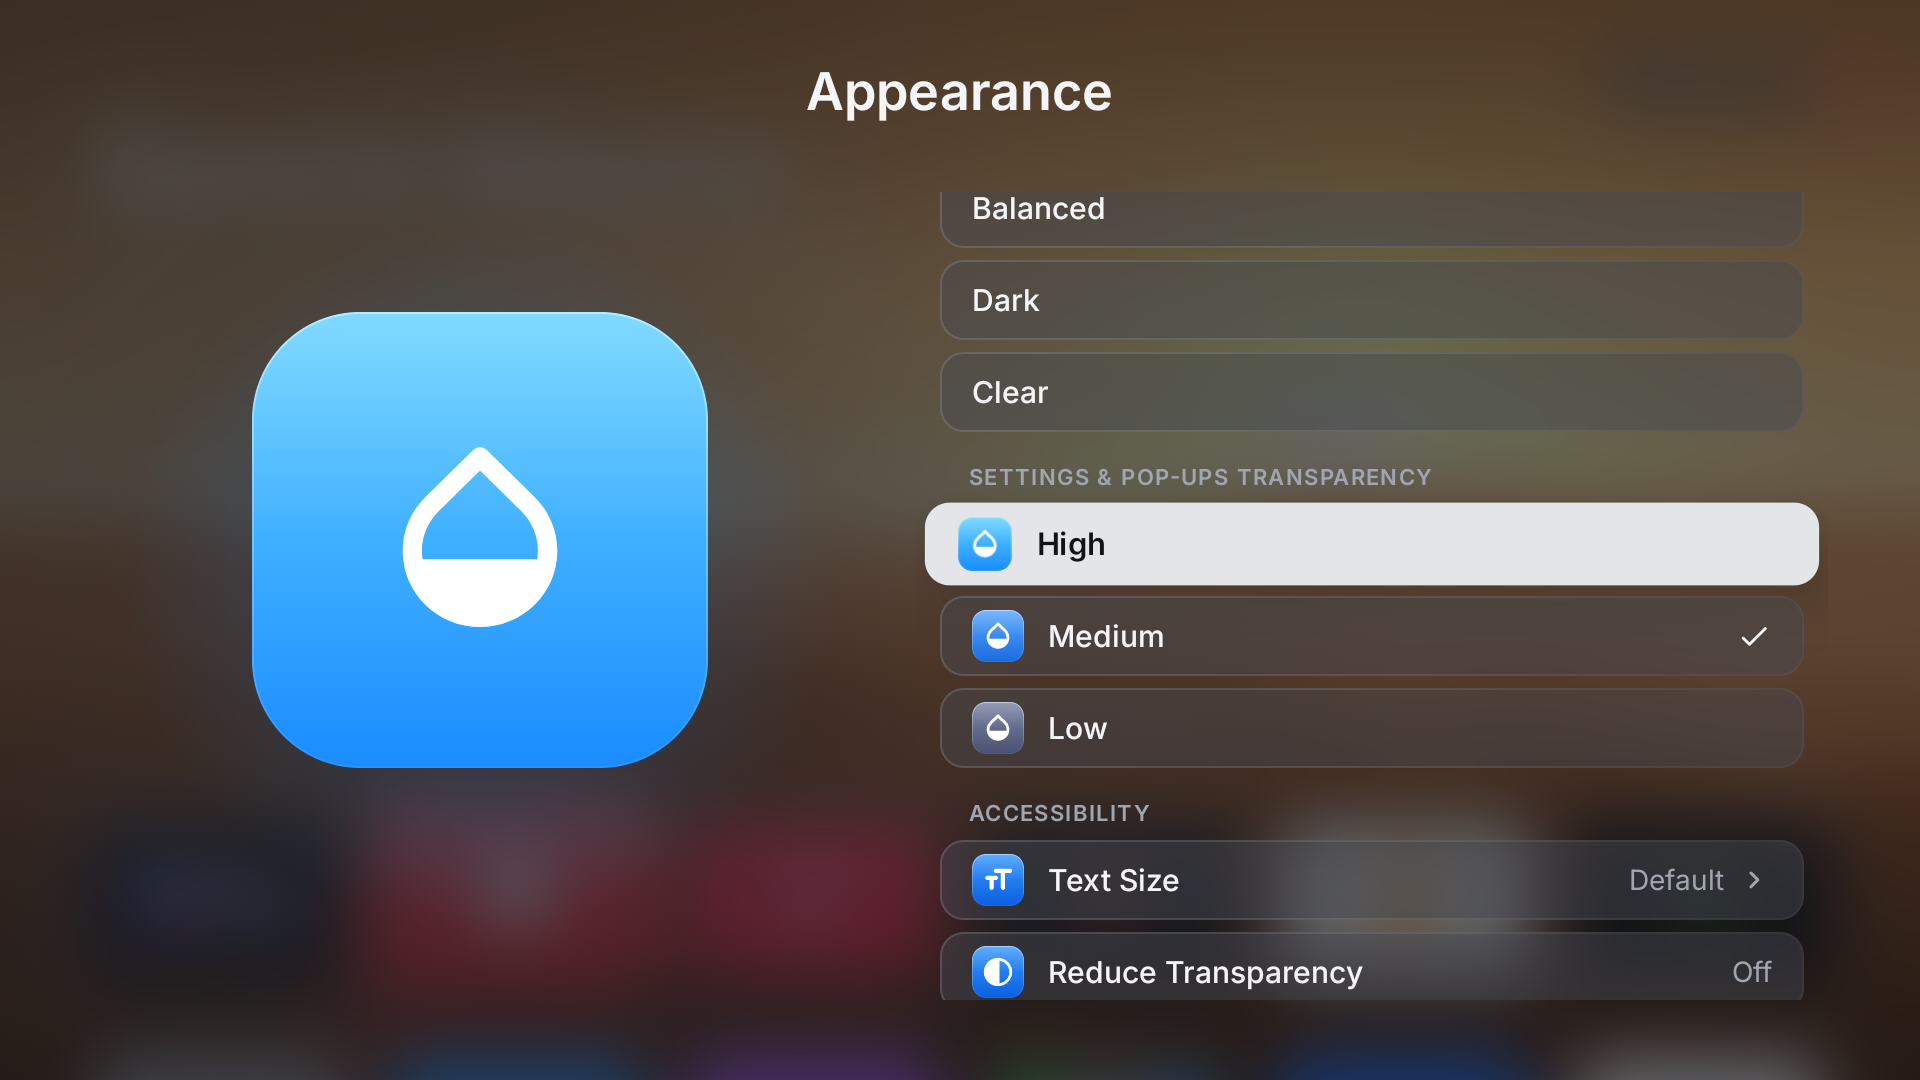 Appearance
Balanced
Dark
Clear
SETTINGS & POP-UPS TRANSPARENCY
High
Medium
Low
ACCESSIBILITY
Text Size Default
Reduce Transparency Off